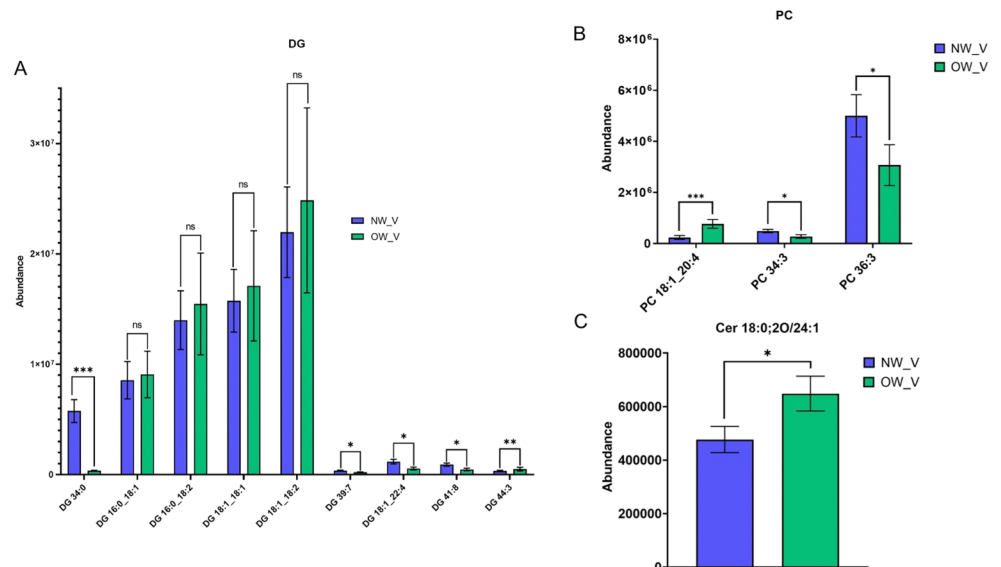 A
DG
3×10⁷
2×10⁷
1×10⁷
0
Abundance
***
ns
ns
ns
ns
*
*
*
**
NW_V
OW_V
DG 34:0
DG 16:0_18:1
DG 16:0_18:2
DG 18:1_18:1
DG 18:1_18:2
DG 39:7
DG 18:1_22:4
DG 41:8
DG 44:3
B
PC
8×10⁶
6×10⁶
4×10⁶
2×10⁶
0
Abundance
***
*
*
NW_V
OW_V
PC 18:1_20:4
PC 34:3
PC 36:3
C
Cer 18:0;2O/24:1
800000
600000
400000
200000
Abundance
*
NW_V
OW_V